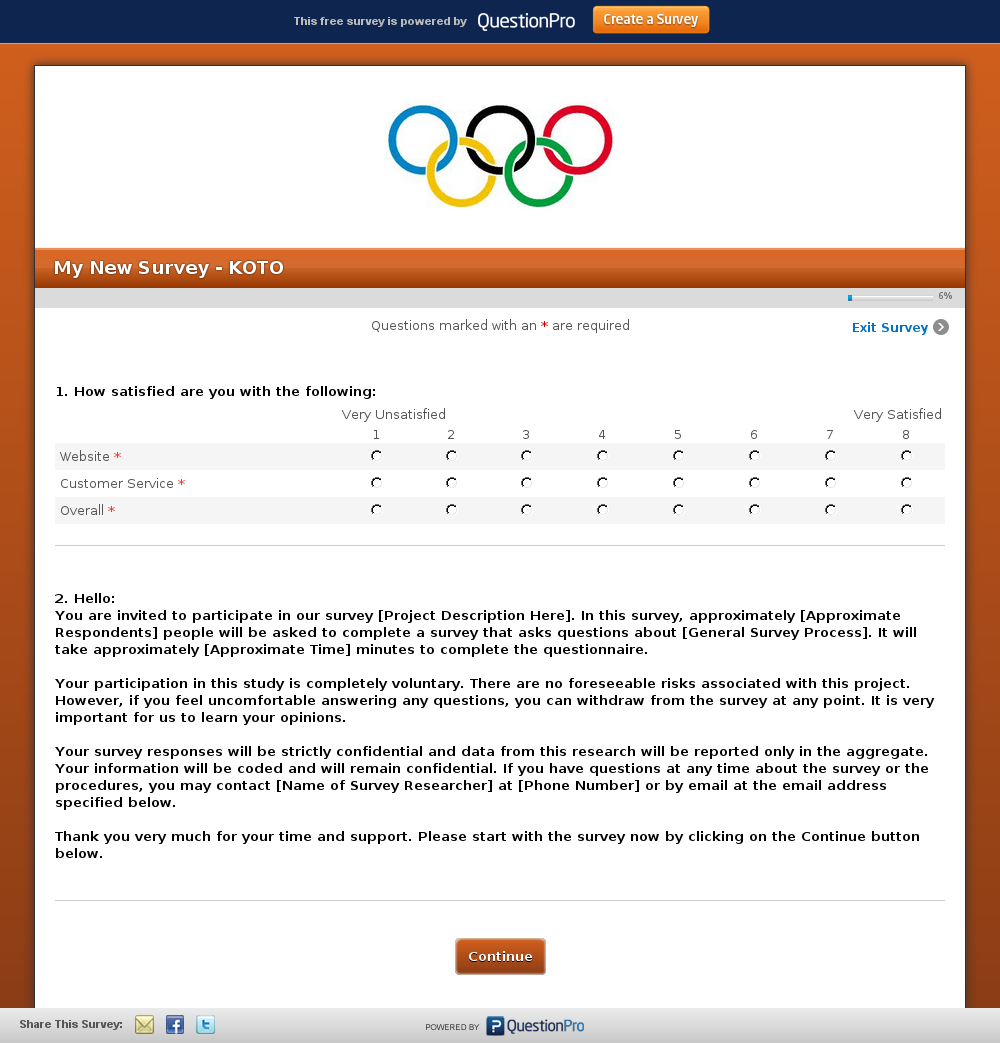 This free survey is powered by QuestionPro Create a Survey
My New Survey - KOTO
6%
Questions marked with an * are required
Exit Survey
1. How satisfied are you with the following:
Very Unsatisfied Very Satisfied
1 2 3 4 5 6 7 8
Website *
Customer Service *
Overall *
2. Hello:
You are invited to participate in our survey [Project Description Here]. In this survey, approximately [Approximate
Respondents] people will be asked to complete a survey that asks questions about [General Survey Process]. It will
take approximately [Approximate Time] minutes to complete the questionnaire.
Your participation in this study is completely voluntary. There are no foreseeable risks associated with this project.
However, if you feel uncomfortable answering any questions, you can withdraw from the survey at any point. It is very
important for us to learn your opinions.
Your survey responses will be strictly confidential and data from this research will be reported only in the aggregate.
Your information will be coded and will remain confidential. If you have questions at any time about the survey or the
procedures, you may contact [Name of Survey Researcher] at [Phone Number] or by email at the email address
specified below.
Thank you very much for your time and support. Please start with the survey now by clicking on the Continue button
below.
Continue
Share This Survey: POWERED BY QuestionPro